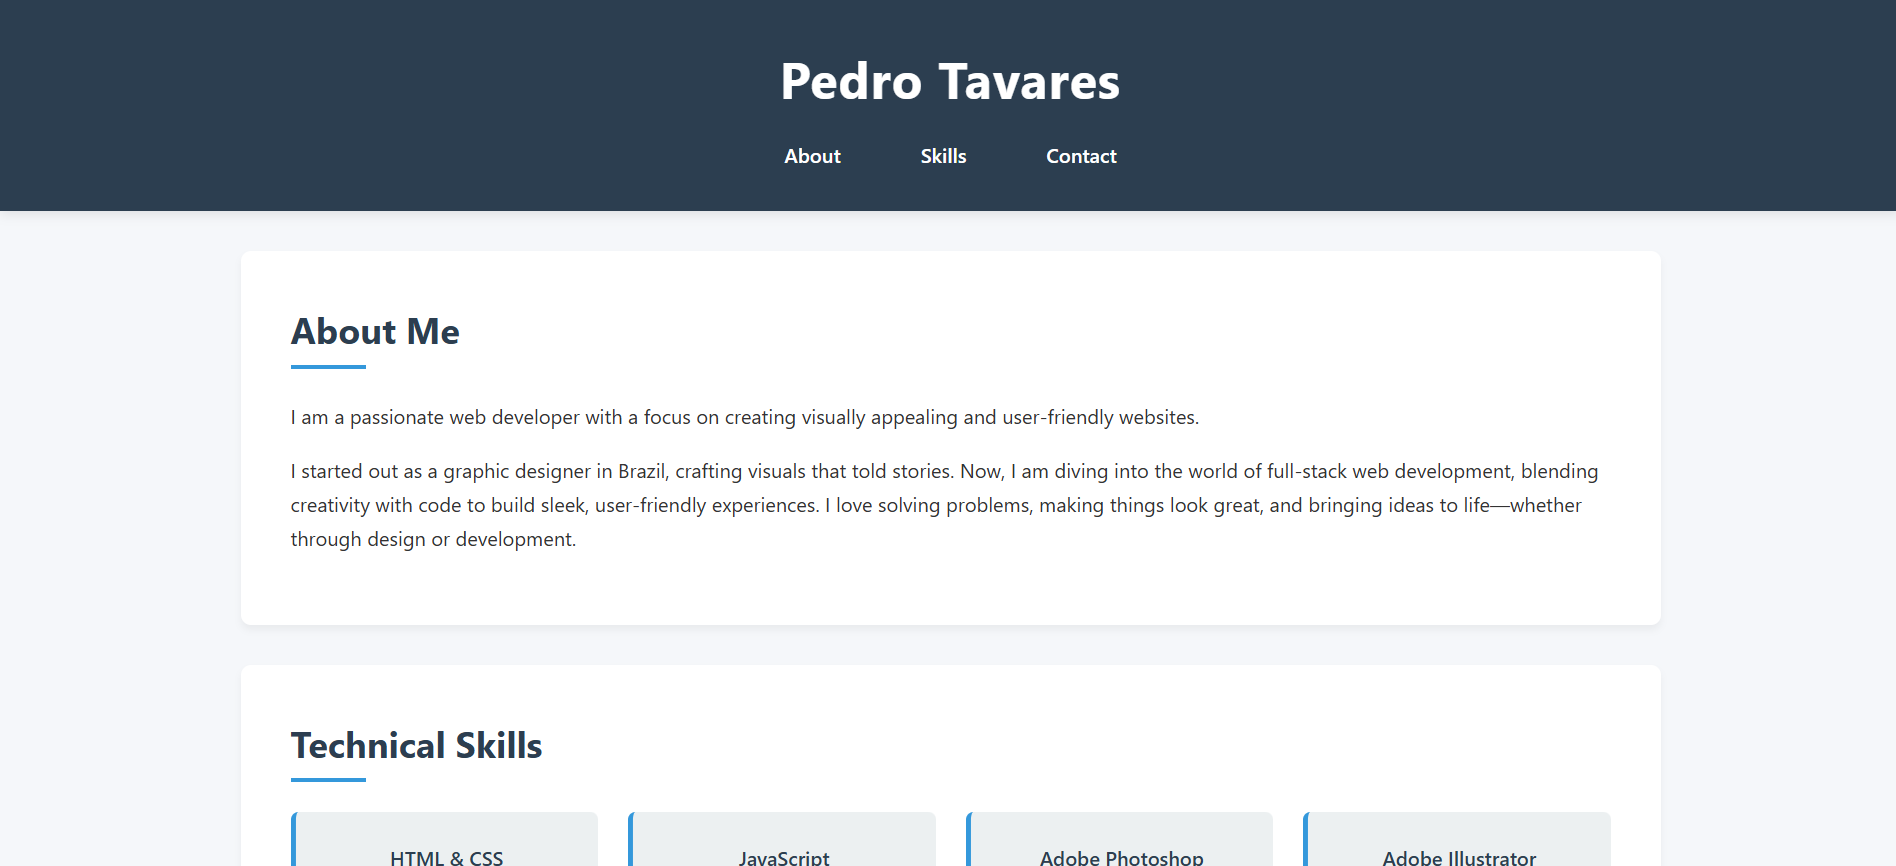 Pedro Tavares
About Skills Contact
About Me
I am a passionate web developer with a focus on creating visually appealing and user-friendly websites.
I started out as a graphic designer in Brazil, crafting visuals that told stories. Now, I am diving into the world of full-stack web development, blending
creativity with code to build sleek, user-friendly experiences. I love solving problems, making things look great, and bringing ideas to life—whether
through design or development.
Technical Skills
HTML & CSS JavaScript Adobe Photoshop Adobe Illustrator